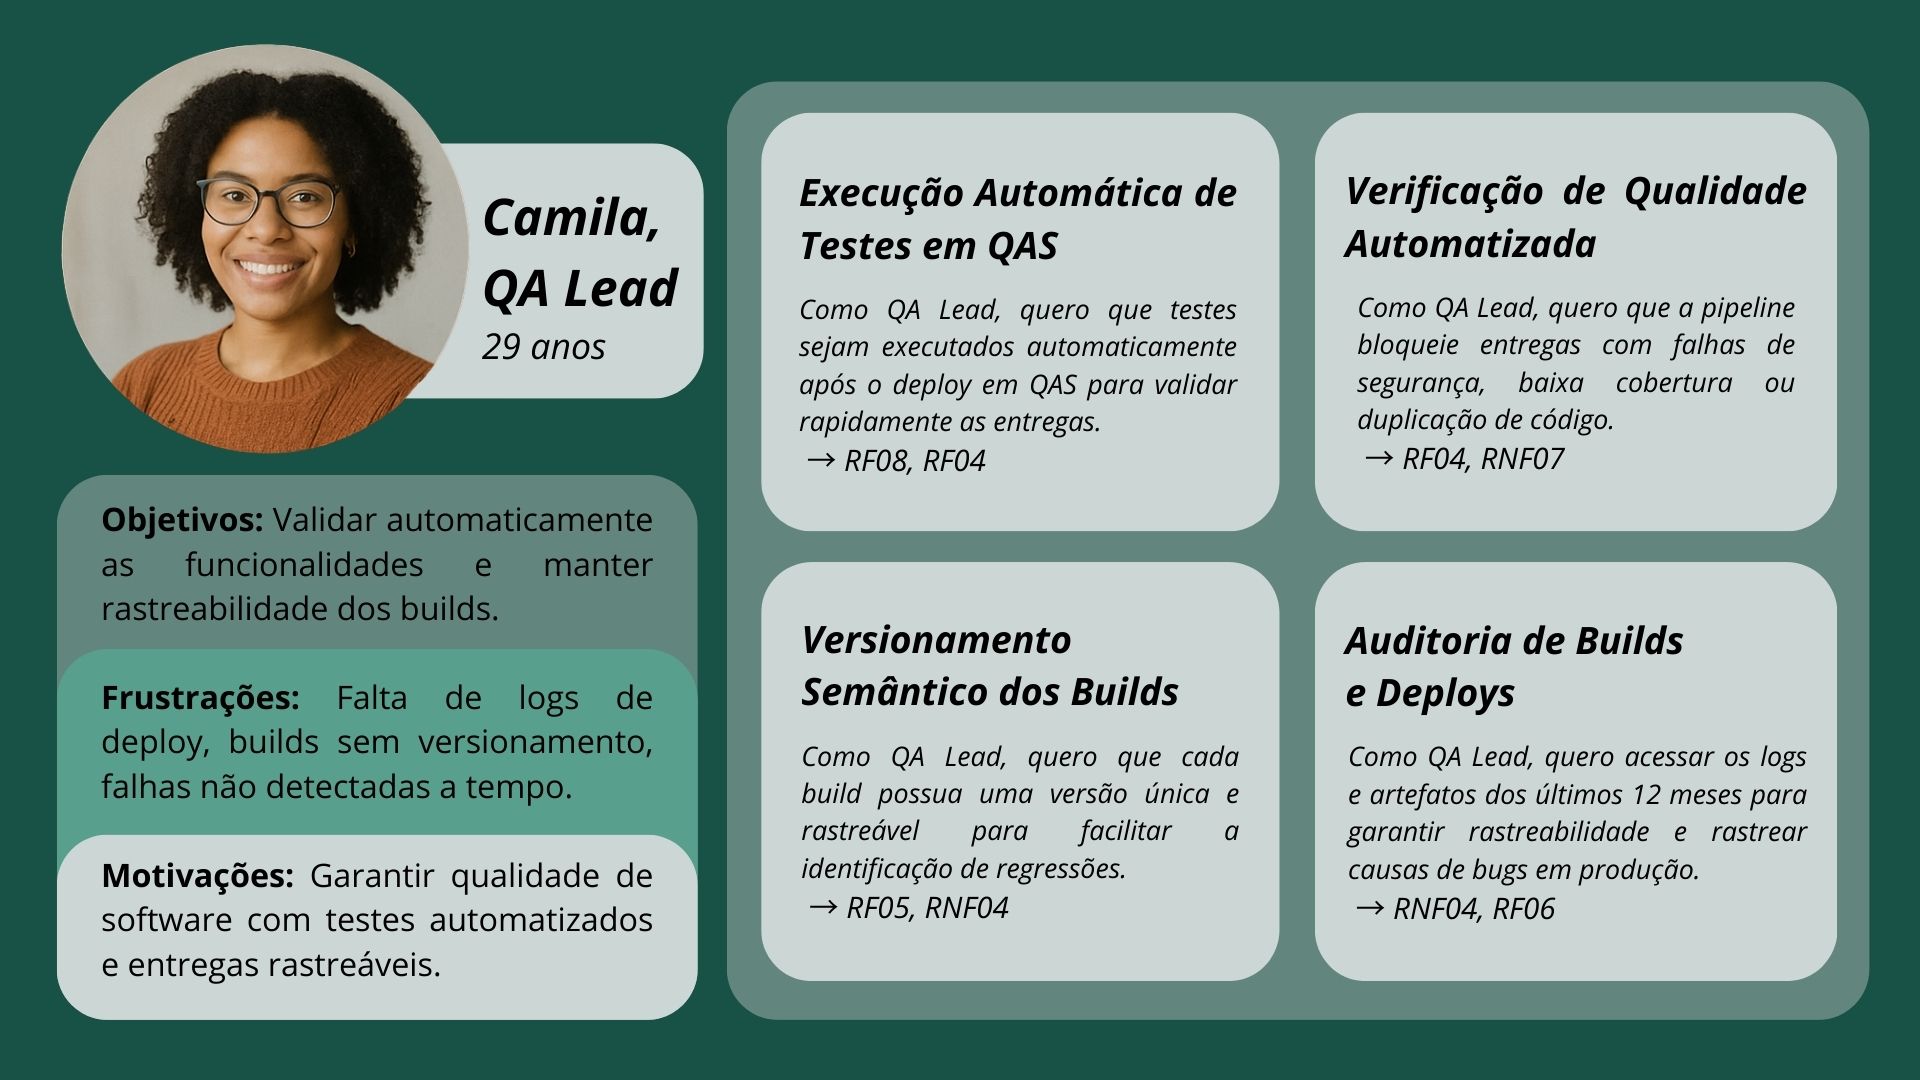 Camila,
QA Lead
29 anos
Objetivos: Validar automaticamente
as funcionalidades e manter
rastreabilidade dos builds.
Frustrações: Falta de logs de
deploy, builds sem versionamento,
falhas não detectadas a tempo.
Motivações: Garantir qualidade de
software com testes automatizados
e entregas rastreáveis.
Execução Automática de
Testes em QAS
Como QA Lead, quero que testes
sejam executados automaticamente
após o deploy em QAS para validar
rapidamente as entregas.
→ RF08, RF04
Verificação de Qualidade
Automatizada
Como QA Lead, quero que a pipeline
bloqueie entregas com falhas de
segurança, baixa cobertura ou
duplicação de código.
→ RF04, RNF07
Versionamento
Semântico dos Builds
Como QA Lead, quero que cada
build possua uma versão única e
rastreável para facilitar a
identificação de regressões.
→ RF05, RNF04
Auditoria de Builds
e Deploys
Como QA Lead, quero acessar os logs
e artefatos dos últimos 12 meses para
garantir rastreabilidade e rastrear
causas de bugs em produção.
→ RNF04, RF06